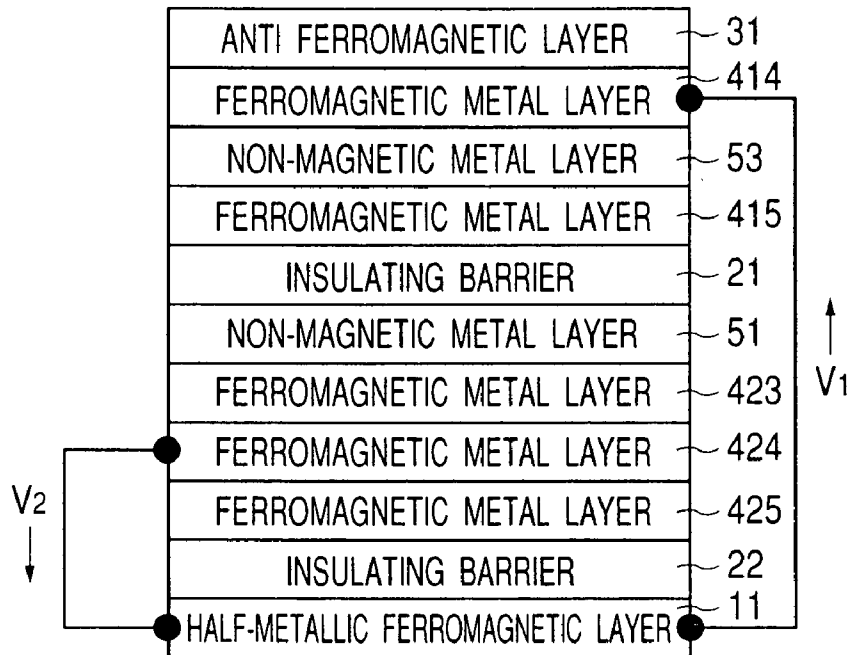 ANTI FERROMAGNETIC LAYER 31
414
FERROMAGNETIC METAL LAYER
NON-MAGNETIC METAL LAYER 53
FERROMAGNETIC METAL LAYER 415
INSULATING BARRIER 21
NON-MAGNETIC METAL LAYER 51
V1
FERROMAGNETIC METAL LAYER 423
FERROMAGNETIC METAL LAYER 424
V2
FERROMAGNETIC METAL LAYER 425
INSULATING BARRIER 22
11
HALF-METALLIC FERROMAGNETIC LAYER